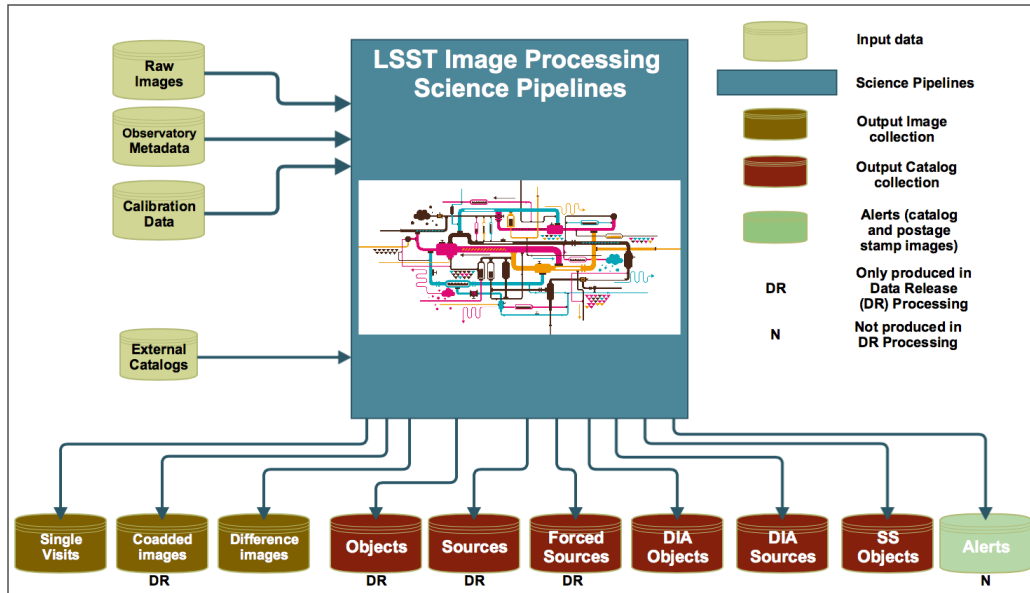 LSST Image Processing
Science Pipelines
Raw
Images
Observatory
Metadata
Calibration
Data
External
Catalogs
Input data
Science Pipelines
Output Image
collection
Output Catalog
collection
Alerts (catalog
and postage
stamp images)
DR
Only produced in
Data Release
(DR) Processing
N
Not produced in
DR Processing
Single
Visits
Coadded
images
DR
Difference
images
Objects
DR
Sources
DR
Forced
Sources
DR
DIA
Objects
DIA
Sources
SS
Objects
Alerts
N